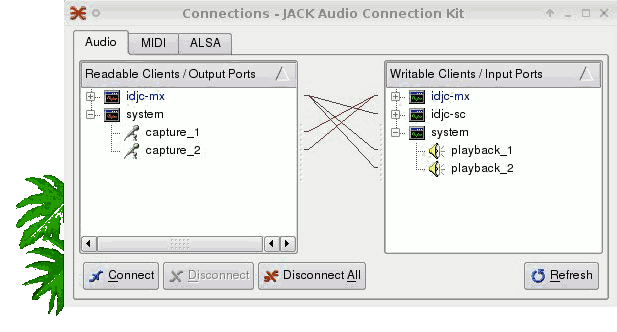 Connections - JACK Audio Connection Kit
Audio MIDI ALSA
Readable Clients / Output Ports
idjc-mx
system
capture_1
capture_2
Writable Clients / Input Ports
idjc-mx
idjc-sc
system
playback_1
playback_2
Connect Disconnect Disconnect All Refresh